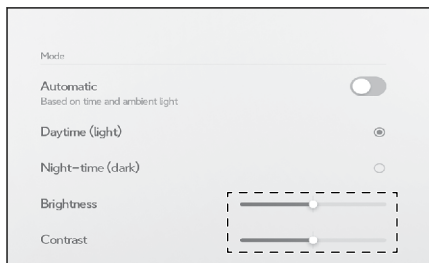 Mode
Automatic
Based on time and ambient light
Daytime (light)
Night-time (dark)
Brightness
Contrast